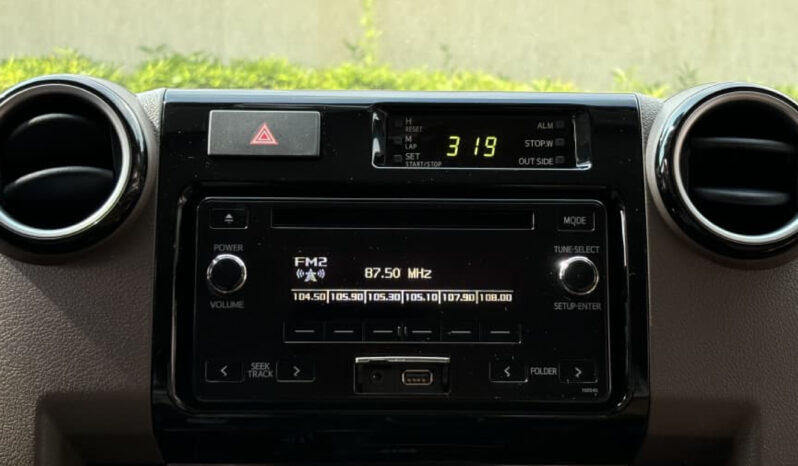 H
RESET
M
LAP
SET
START/STOP
319
ALM
STOP.W
OUT SIDE
MODE
POWER
VOLUME
FM2
87.50 MHz
104.50 105.90 105.30 105.10 107.90 108.00
TUNE·SELECT
SETUP·ENTER
SEEK
TRACK
FOLDER